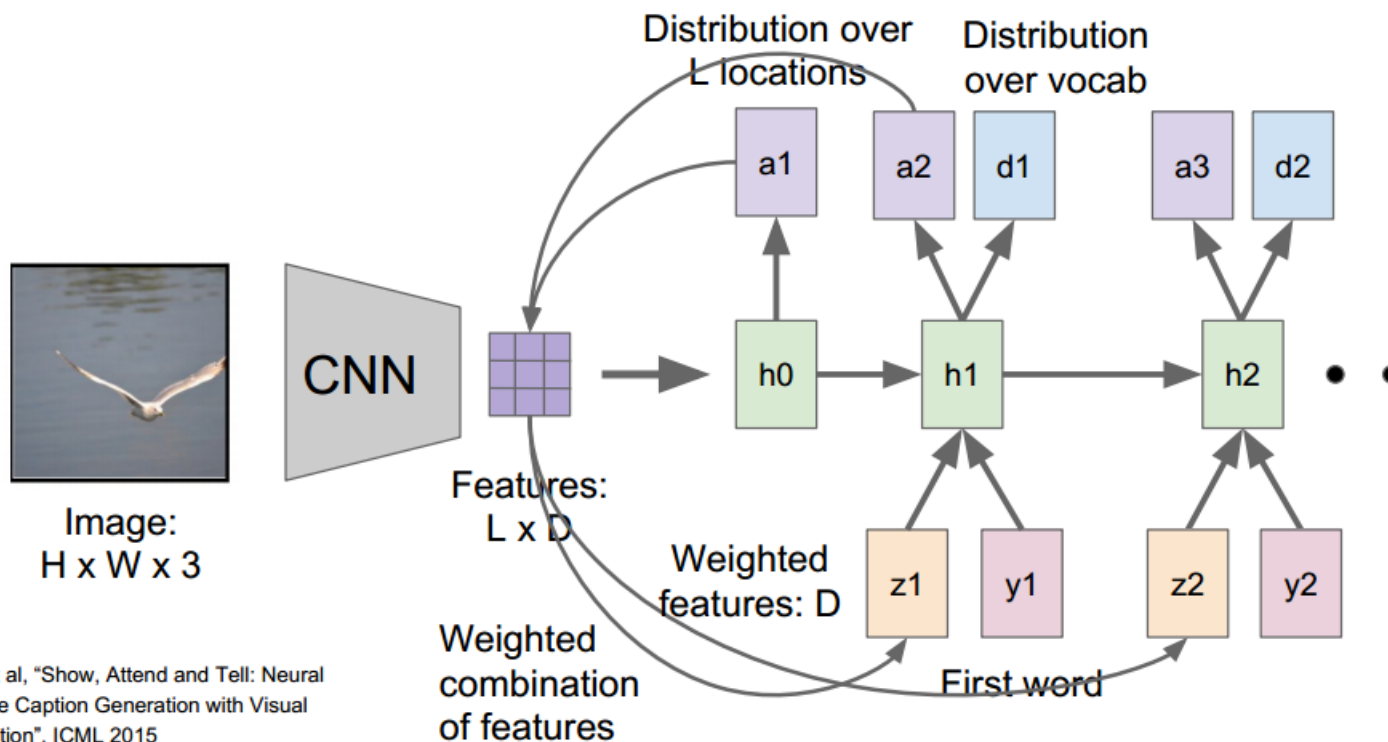 Distribution over
L locations
Distribution
over vocab
a1
a2
d1
a3
d2
CNN
h0
h1
h2
Image:
H x W x 3
Features:
L x D
Weighted
features: D
z1
y1
z2
y2
Weighted
combination
of features
First word
al, “Show, Attend and Tell: Neural
e Caption Generation with Visual
tion”, ICML 2015